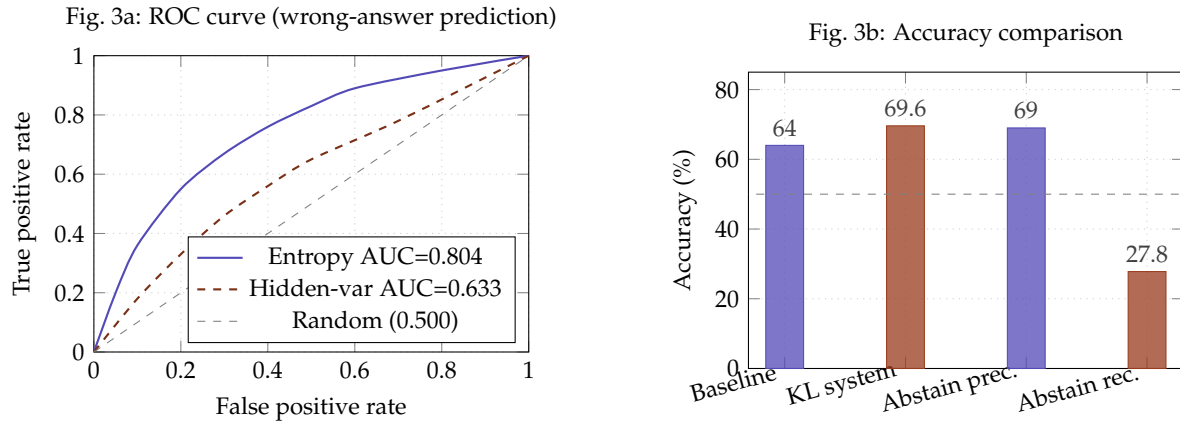 Fig. 3a: ROC curve (wrong-answer prediction)
True positive rate
1
0.8
0.6
0.4
0.2
0
0 0.2 0.4 0.6 0.8 1
False positive rate
Entropy AUC=0.804
Hidden-var AUC=0.633
Random (0.500)
Fig. 3b: Accuracy comparison
Accuracy (%)
80
60
40
20
0
64
69.6
69
27.8
Baseline
KL system
Abstain prec.
Abstain rec.